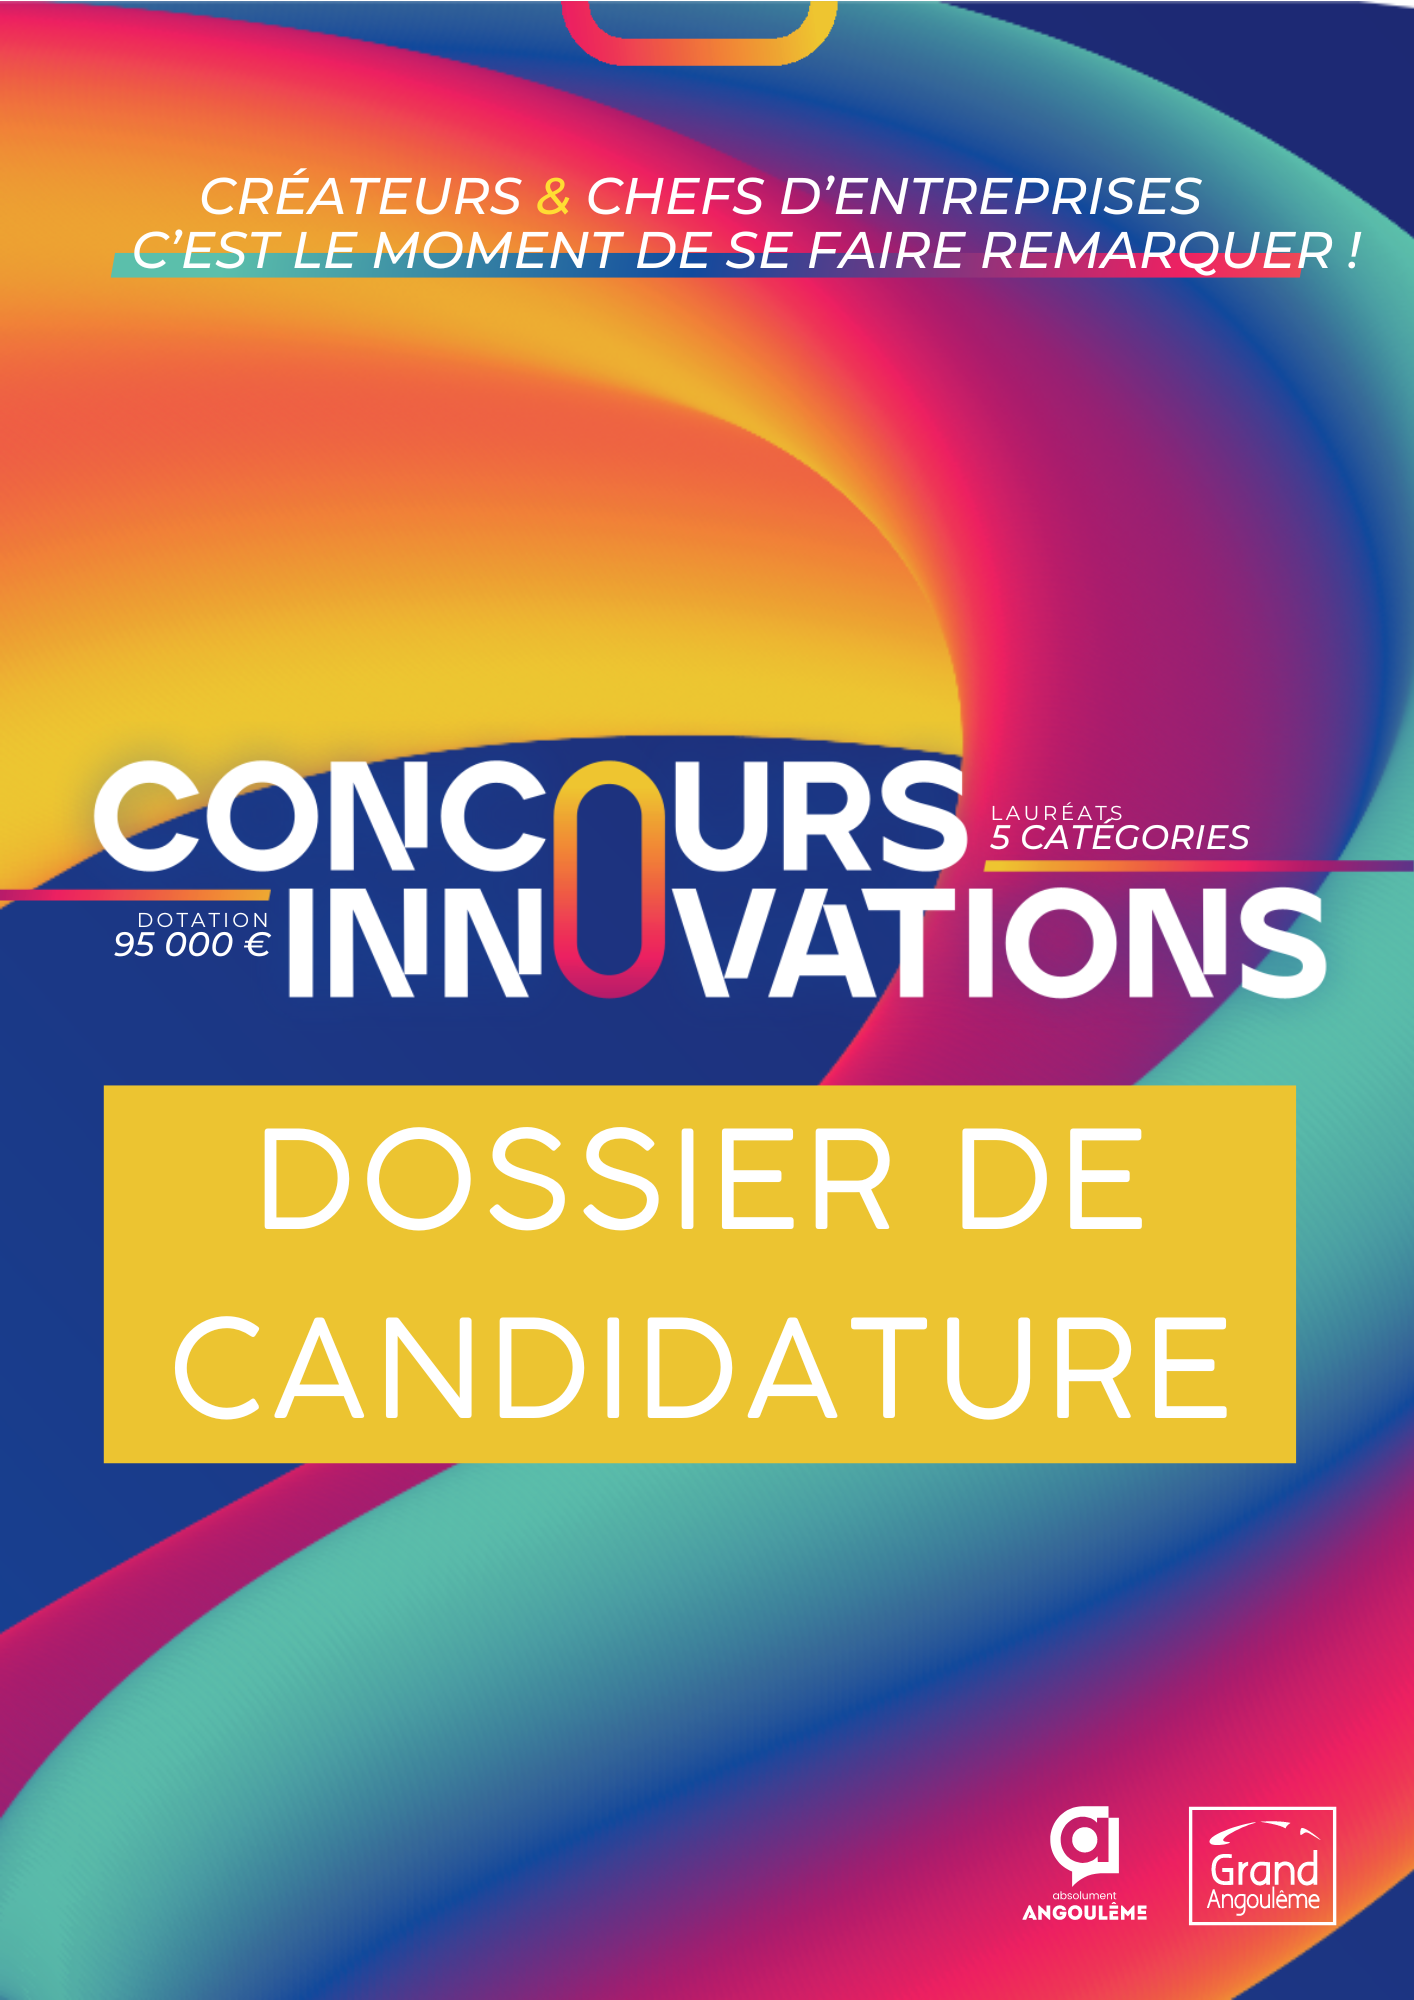 CRÉATEURS & CHEFS D’ENTREPRISES
C’EST LE MOMENT DE SE FAIRE REMARQUER !
CONCOURS
LAURÉATS
5 CATÉGORIES
DOTATION
95 000 €
INNOVATIONS
DOSSIER DE
CANDIDATURE
absolument
ANGOULÊME
Grand
Angoulême